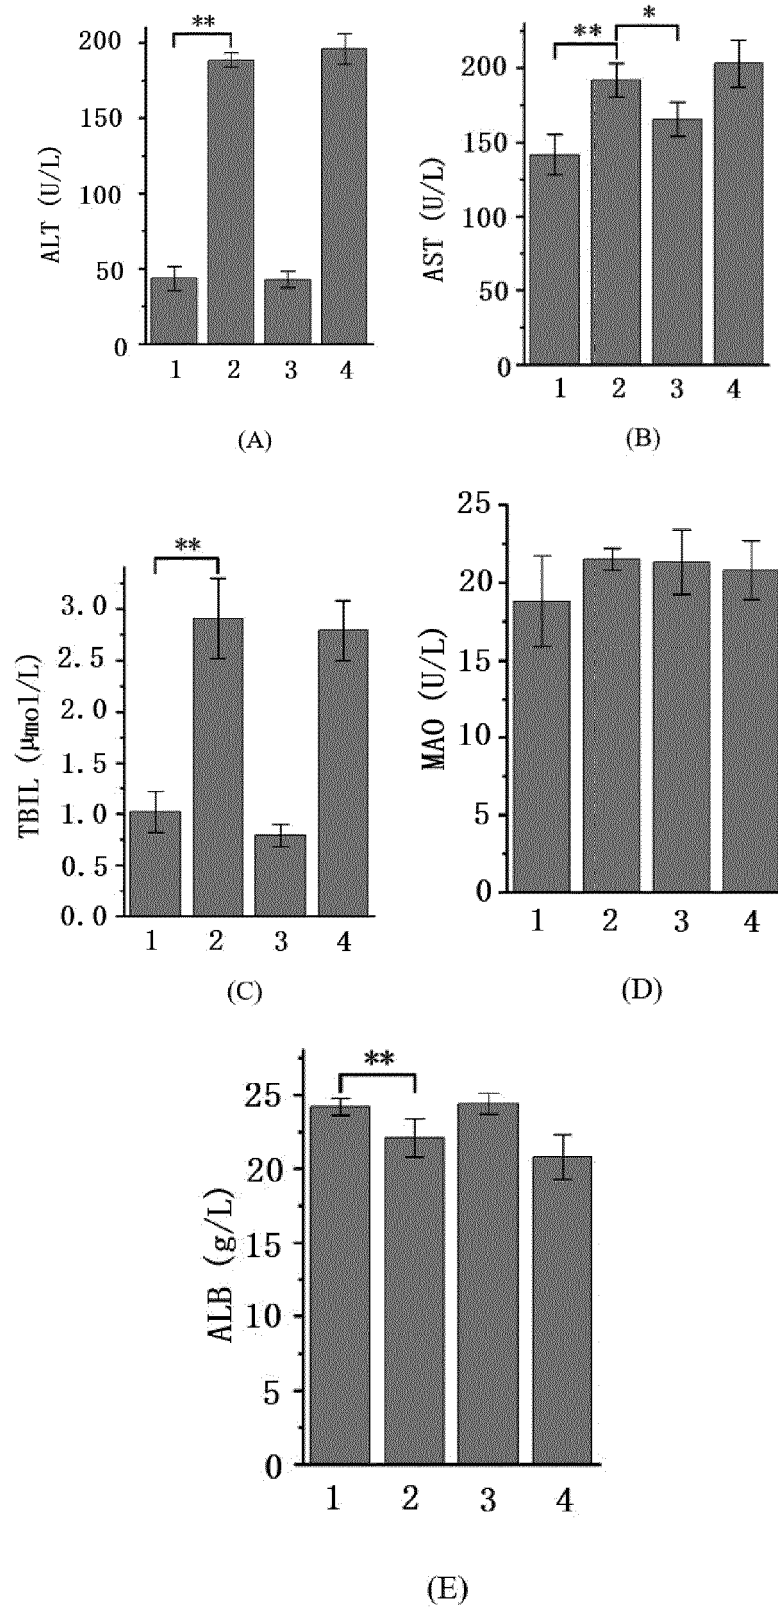 **
ALT (U/L)
200
150
100
50
0
1 2 3 4
(A)
** *
AST (U/L)
200
150
100
50
0
1 2 3 4
(B)
**
TBIL (μmol/L)
3.0
2.5
2.0
1.5
1.0
0.5
0.0
1 2 3 4
(C)
MAO (U/L)
25
20
15
10
5
0
1 2 3 4
(D)
**
ALB (g/L)
25
20
15
10
5
0
1 2 3 4
(E)